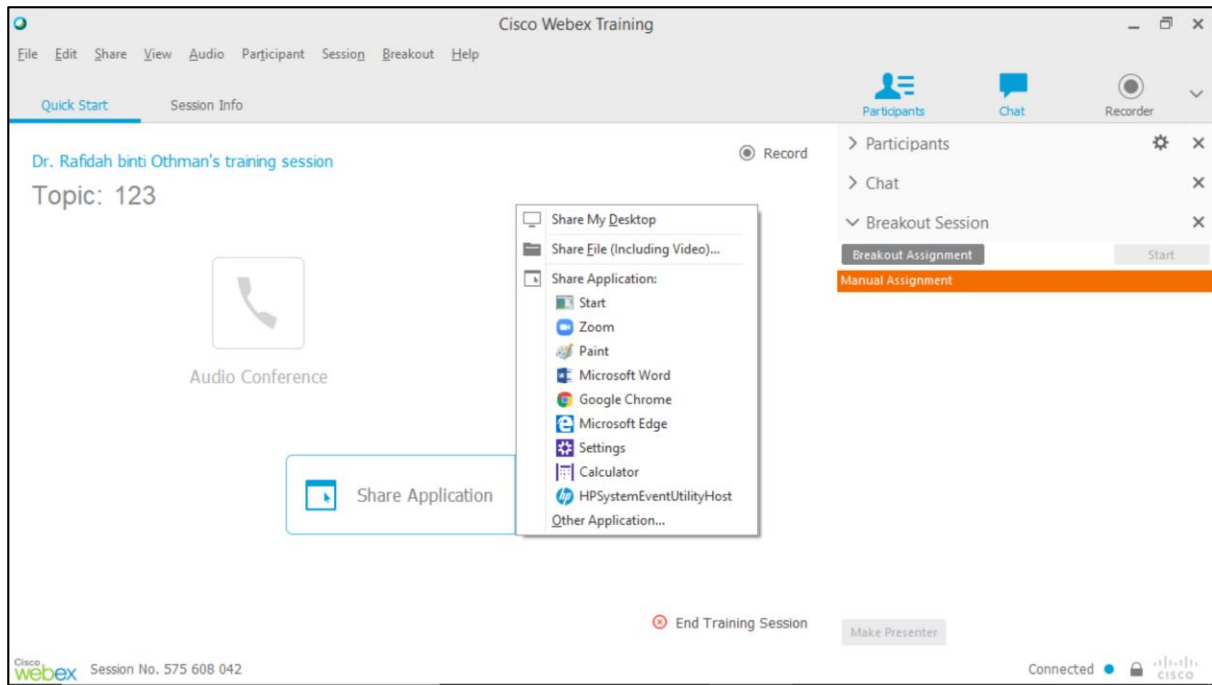 Cisco Webex Training
File Edit Share View Audio Participant Session Breakout Help
Quick Start Session Info
Participants Chat Recorder
Dr. Rafidah binti Othman's training session
Record
Topic: 123
Audio Conference
Share Application
Share My Desktop
Share File (Including Video)...
Share Application:
Start
Zoom
Paint
Microsoft Word
Google Chrome
Microsoft Edge
Settings
Calculator
HPSystemEventUtilityHost
Other Application...
End Training Session
Participants
Chat
Breakout Session
Breakout Assignment Start
Manual Assignment
Make Presenter
Cisco webex Session No. 575 608 042
Connected
CISCO